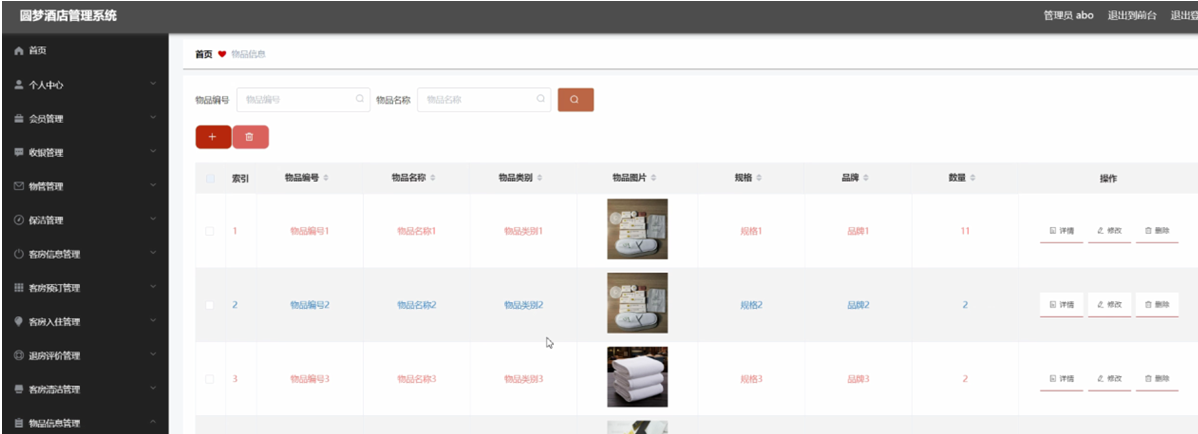 圆梦酒店管理系统
管理员 abo 退出到前台 退出登
首页
个人中心
会员管理
收银管理
物管管理
保洁管理
客房信息管理
客房预订管理
客房入住管理
退房评价管理
客房清洁管理
物品信息管理
首页 物品信息
物品编号 物品编号 物品名称 物品名称
索引 物品编号 物品名称 物品类别 物品图片 规格 品牌 数量 操作
1 物品编号1 物品名称1 物品类别1 规格1 品牌1 11 详情 修改 删除
2 物品编号2 物品名称2 物品类别2 规格2 品牌2 2 详情 修改 删除
3 物品编号3 物品名称3 物品类别3 规格3 品牌3 2 详情 修改 删除